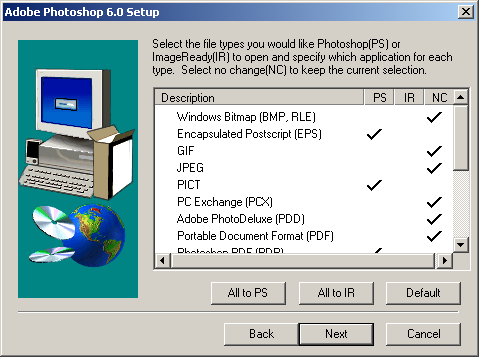 Adobe Photoshop 6.0 Setup
Select the file types you would like Photoshop(PS) or
ImageReady(IR) to open and specify which application for each
type. Select no change(NC) to keep the current selection.
Description PS IR NC
Windows Bitmap (BMP, RLE)
Encapsulated Postscript (EPS)
GIF
JPEG
PICT
PC Exchange (PCX)
Adobe PhotoDeluxe (PDD)
Portable Document Format (PDF)
Photoshop PDF (PDP)
All to PS All to IR Default
Back Next Cancel